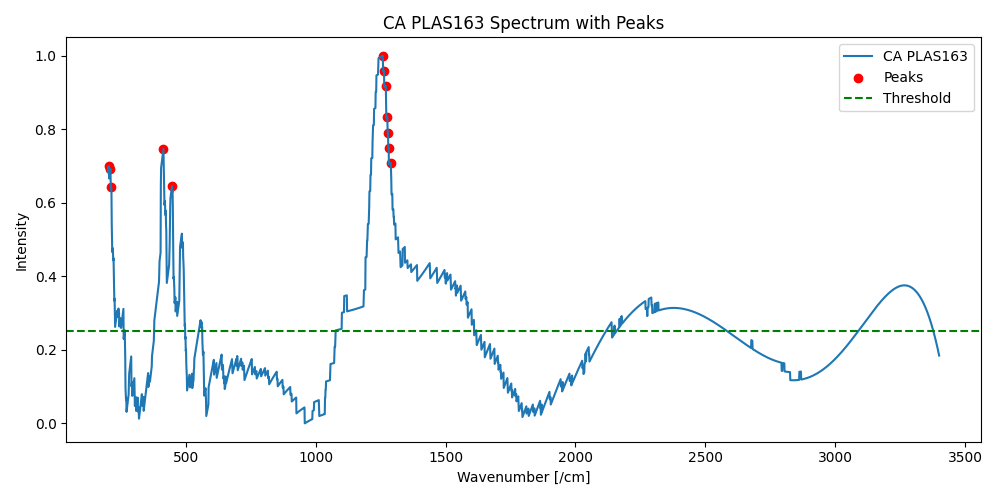 CA PLAS163 Spectrum with Peaks
CA PLAS163
Peaks
Threshold
1.0
0.8
0.6
0.4
0.2
0.0
Intensity
500 1000 1500 2000 2500 3000 3500
Wavenumber [/cm]